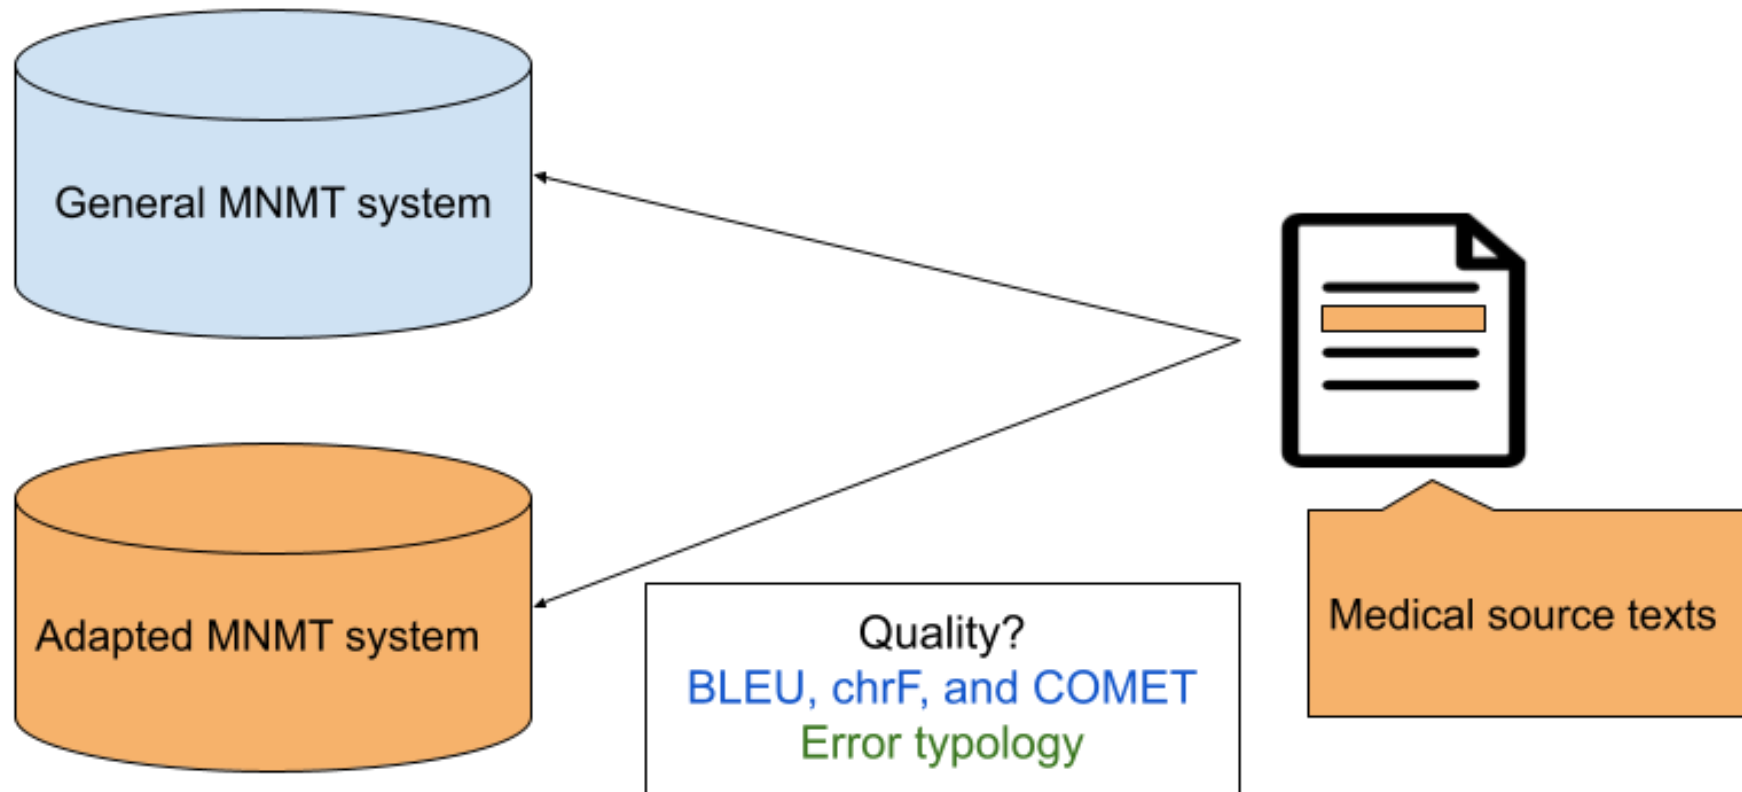 General MNMT system
Adapted MNMT system
Quality?
BLEU, chrF, and COMET
Error typology
Medical source texts